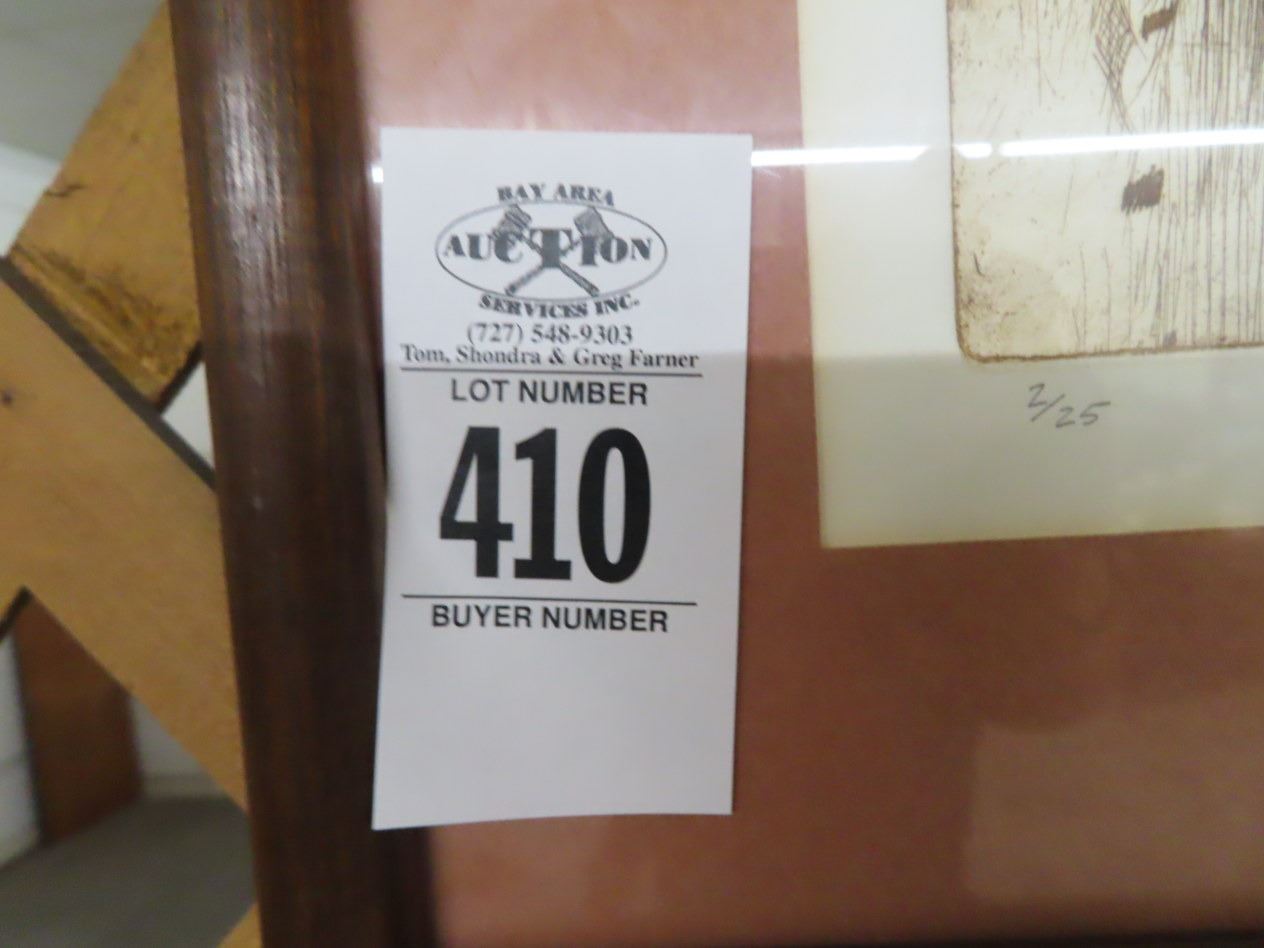 BAY AREA
AUCTION
SERVICES INC.
(727) 548-9303
Tom, Shondra & Greg Farner
LOT NUMBER
410
BUYER NUMBER
2/25